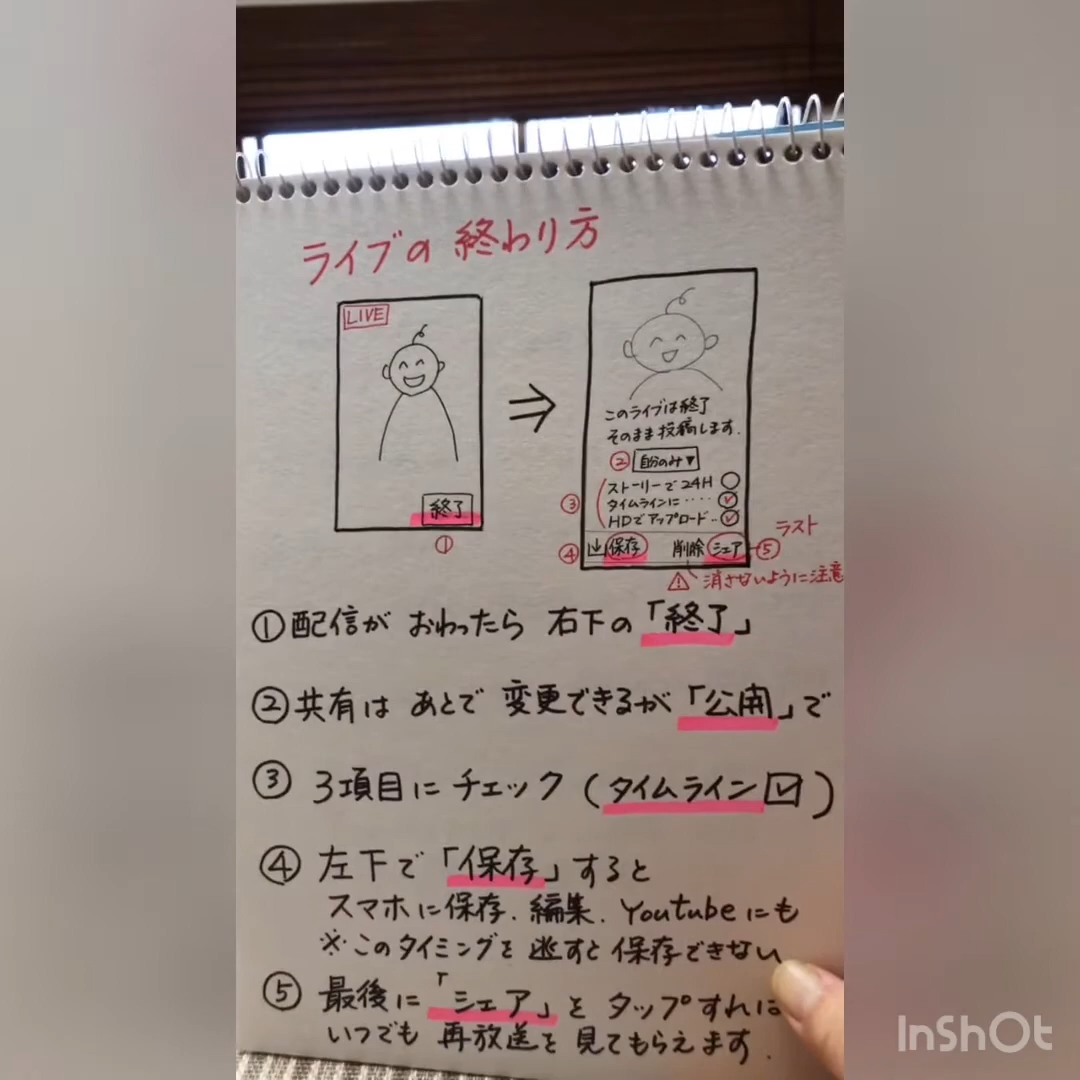 ライブの終わり方
LIVE
終了
①
このライブは終了
そのまま投稿します.
② 自分のみ▼
③
ストーリーで24H
タイムラインに‥‥
HDでアップロード‥
④ 保存 削除 シェア ⑤ ラスト
⚠ 消さないように注意
①配信が おわったら 右下の「終了」
②共有は あとで 変更できるが「公開」で
③ 3項目に チェック (タイムライン☑)
④ 左下で「保存」すると
スマホに保存. 編集. Youtubeにも
※このタイミングを 逃すと 保存できない
⑤ 最後に「シェア」と タップすれば
いつでも 再放送を 見てもらえます.
InShOt